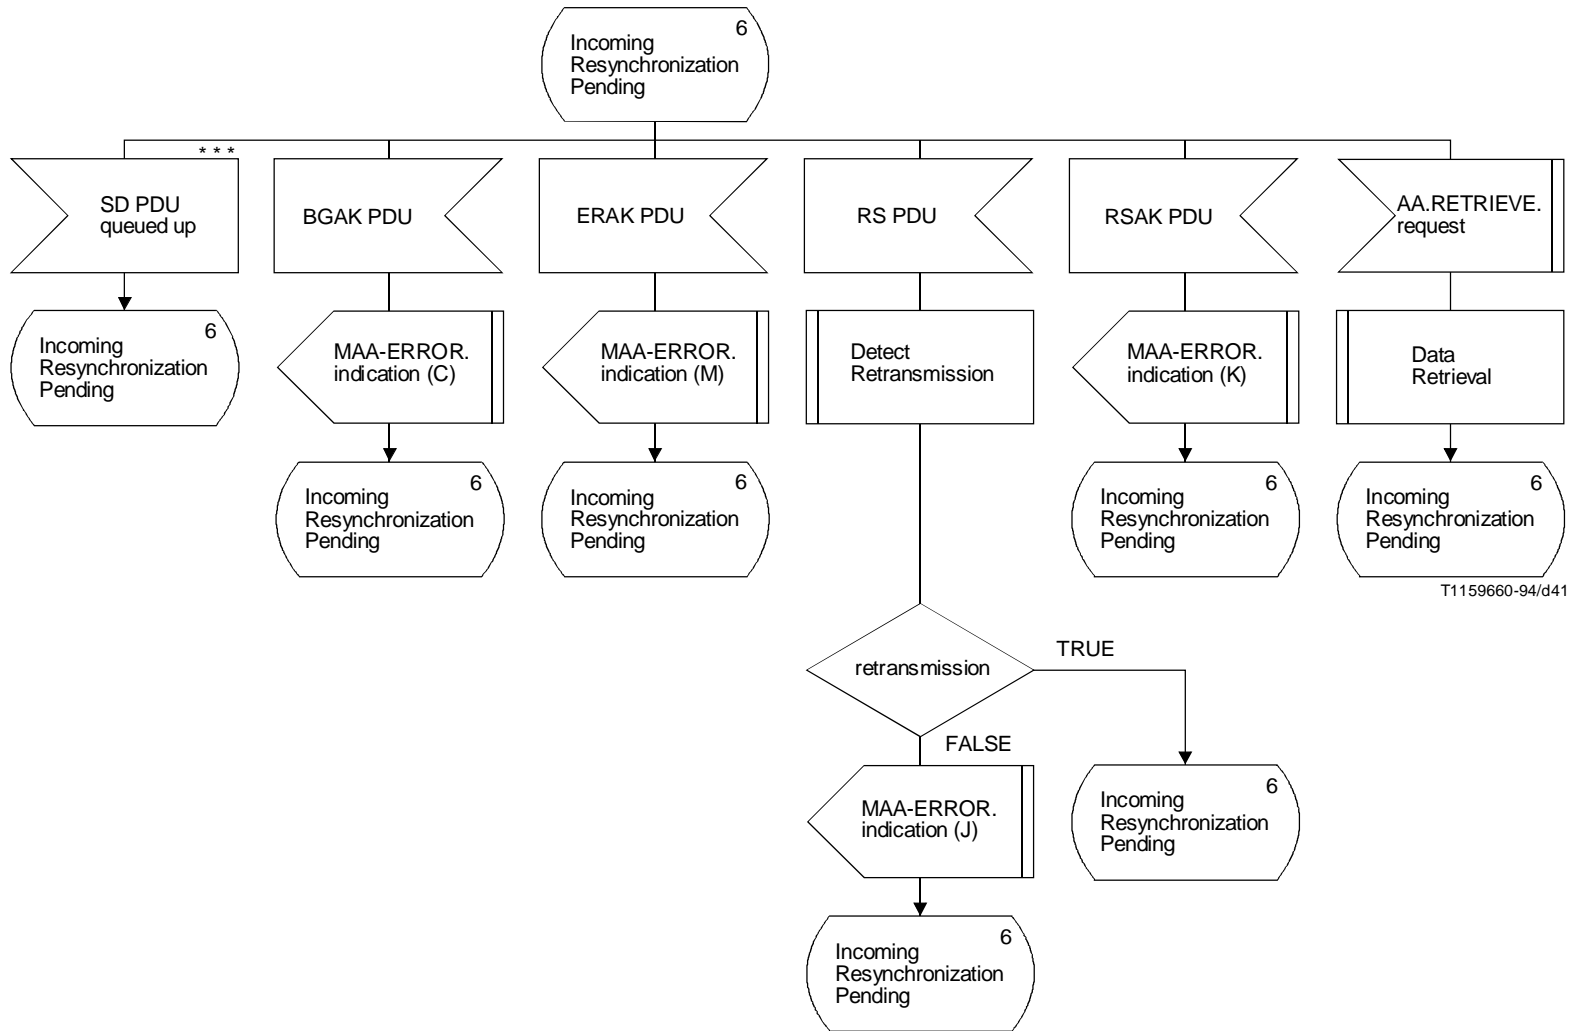 6
Incoming
Resynchronization
Pending
* * *
SD PDU
queued up
BGAK PDU
ERAK PDU
RS PDU
RSAK PDU
AA.RETRIEVE.
request
6
Incoming
Resynchronization
Pending
MAA-ERROR.
indication (C)
MAA-ERROR.
indication (M)
Detect
Retransmission
MAA-ERROR.
indication (K)
Data
Retrieval
6
Incoming
Resynchronization
Pending
6
Incoming
Resynchronization
Pending
6
Incoming
Resynchronization
Pending
6
Incoming
Resynchronization
Pending
T1159660-94/d41
retransmission
TRUE
FALSE
MAA-ERROR.
indication (J)
6
Incoming
Resynchronization
Pending
6
Incoming
Resynchronization
Pending